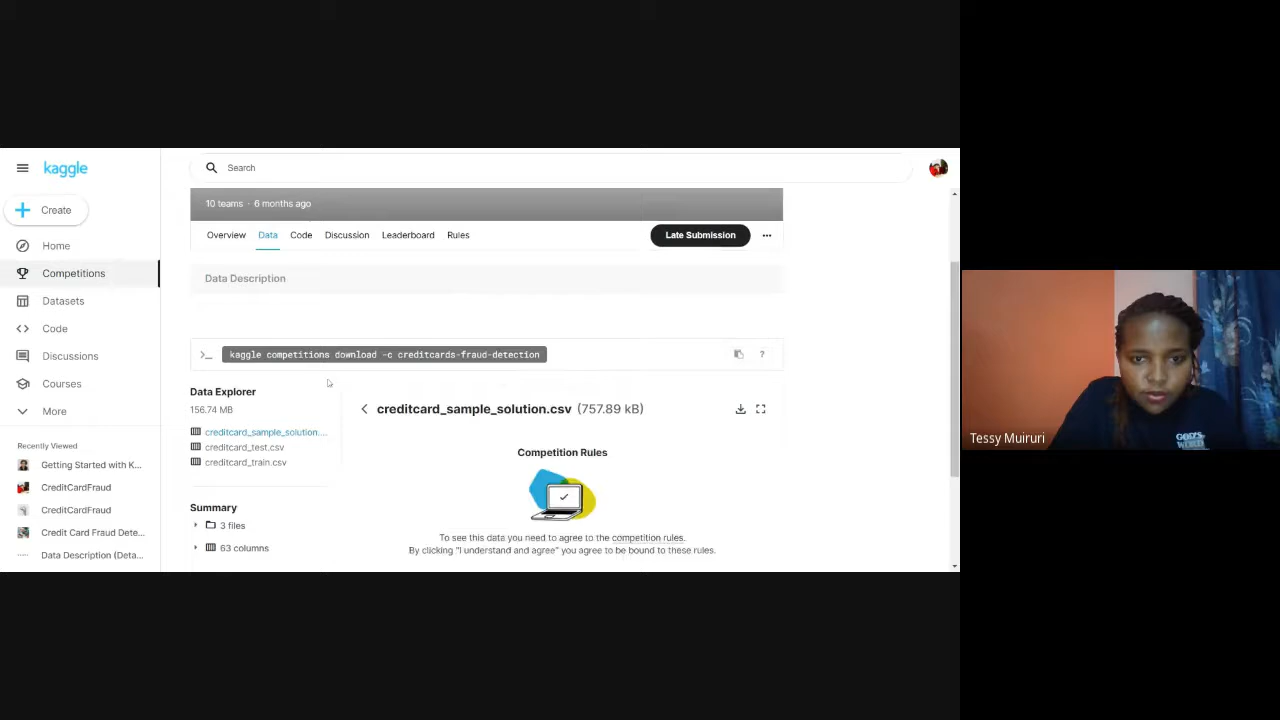 kaggle
Search
Create
10 teams · 6 months ago
Home
Overview
Data
Code
Discussion
Leaderboard
Rules
Late Submission
Competitions
Data Description
Datasets
Code
Discussions
kaggle competitions download -c creditcards-fraud-detection
?
Courses
Data Explorer
More
156.74 MB
creditcard_sample_solution.csv (757.89 kB)
creditcard_sample_solution....
creditcard_test.csv
creditcard_train.csv
Recently Viewed
Getting Started with K...
CreditCardFraud
CreditCardFraud
Credit Card Fraud Dete...
Data Description (Deta...
Summary
3 files
63 columns
Competition Rules
To see this data you need to agree to the competition rules.
By clicking "I understand and agree" you agree to be bound to these rules.
Tessy Muiruri
GOD'S
WORD